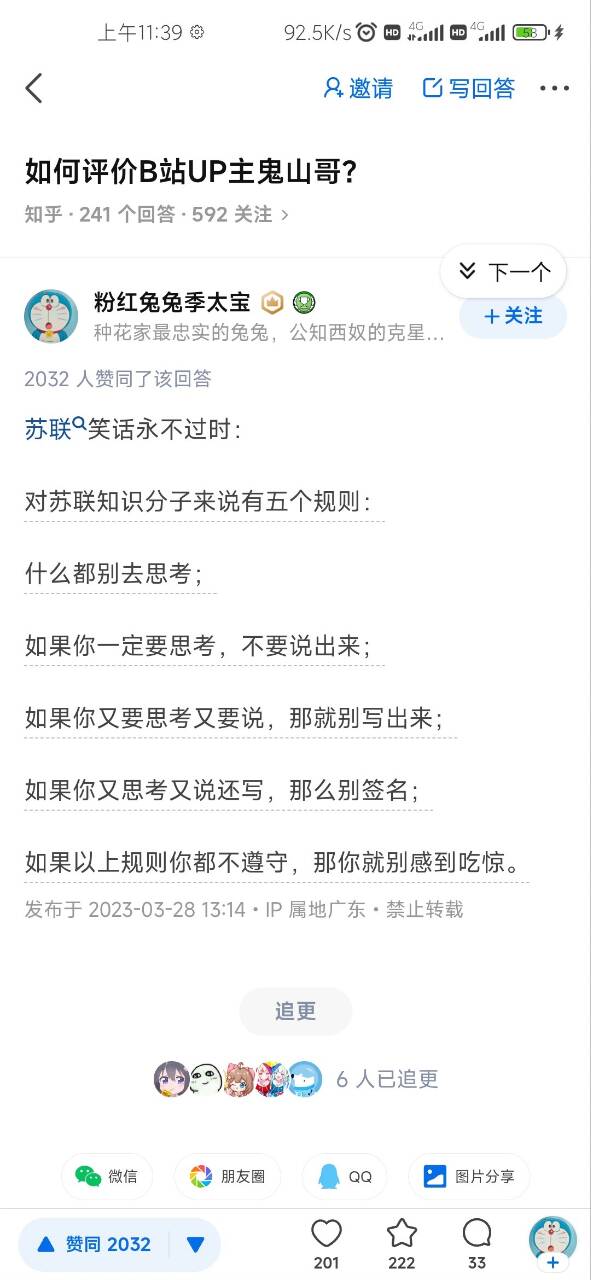 上午11:39
92.5K/s HD 4G HD 4G 58
邀请 写回答
如何评价B站UP主鬼山哥?
知乎 · 241 个回答 · 592 关注 >
下一个
粉红兔兔季太宝
+关注
种花家最忠实的兔兔，公知西奴的克星...
2032 人赞同了该回答
苏联笑话永不过时：
对苏联知识分子来说有五个规则：
什么都别去思考；
如果你一定要思考，不要说出来；
如果你又要思考又要说，那就别写出来；
如果你又思考又说还写，那么别签名；
如果以上规则你都不遵守，那你就别感到吃惊。
发布于 2023-03-28 13:14 · IP 属地广东 · 禁止转载
追更
6 人已追更
微信 朋友圈 QQ 图片分享
赞同 2032
201 222 33